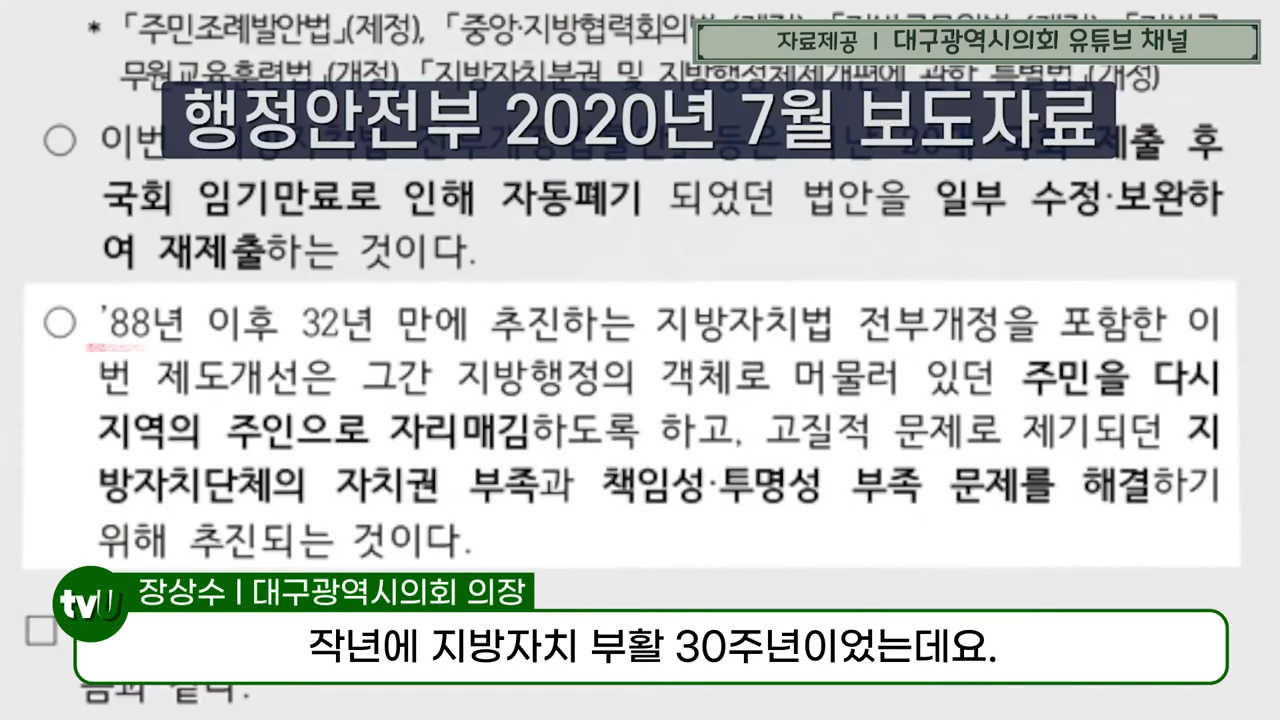 * 「주민조례발안법」(제정), 「중앙·지방협력회의법
자료제공 | 대구광역시의회 유튜브 채널
무원교육훈련법」(개정), 「지방자치분권 및 지방행정체제개편에 관한 특별법」(개정)
행정안전부 2020년 7월 보도자료
○ 이번 제출 후
국회 임기만료로 인해 자동폐기 되었던 법안을 일부 수정·보완하
여 재제출하는 것이다.
○ '88년 이후 32년 만에 추진하는 지방자치법 전부개정을 포함한 이
번 제도개선은 그간 지방행정의 객체로 머물러 있던 주민을 다시
지역의 주인으로 자리매김하도록 하고, 고질적 문제로 제기되던 지
방자치단체의 자치권 부족과 책임성·투명성 부족 문제를 해결하기
위해 추진되는 것이다.
tvU 장상수 | 대구광역시의회 의장
작년에 지방자치 부활 30주년이었는데요.